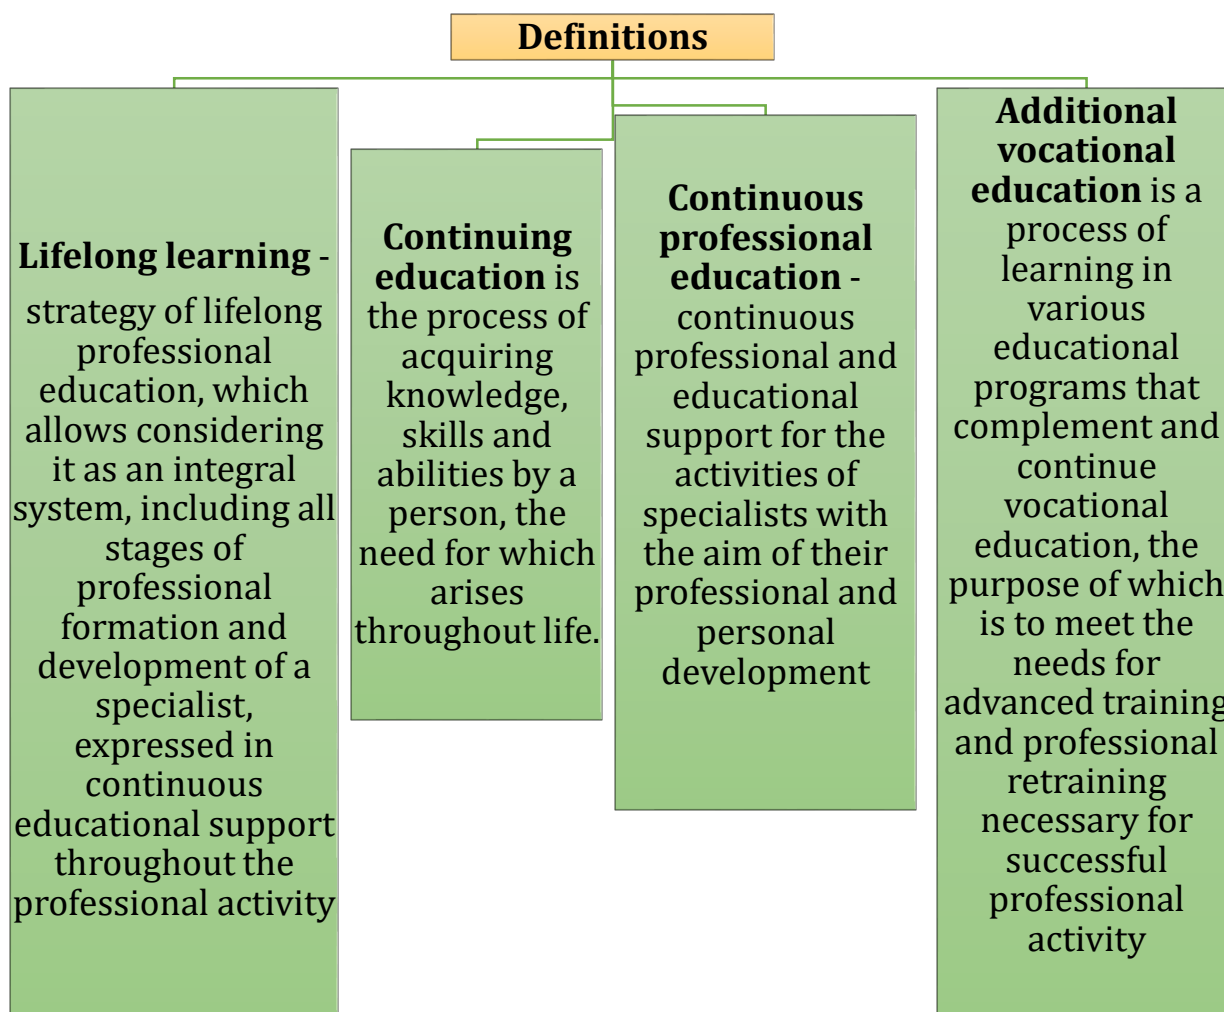 Definitions
Lifelong learning -
strategy of lifelong
professional
education, which
allows considering
it as an integral
system, including all
stages of
professional
formation and
development of a
specialist,
expressed in
continuous
educational support
throughout the
professional activity
Continuing
education is
the process of
acquiring
knowledge,
skills and
abilities by a
person, the
need for which
arises
throughout life.
Continuous
professional
education -
continuous
professional and
educational
support for the
activities of
specialists with
the aim of their
professional and
personal
development
Additional
vocational
education is a
process of
learning in
various
educational
programs that
complement and
continue
vocational
education, the
purpose of which
is to meet the
needs for
advanced training
and professional
retraining
necessary for
successful
professional
activity